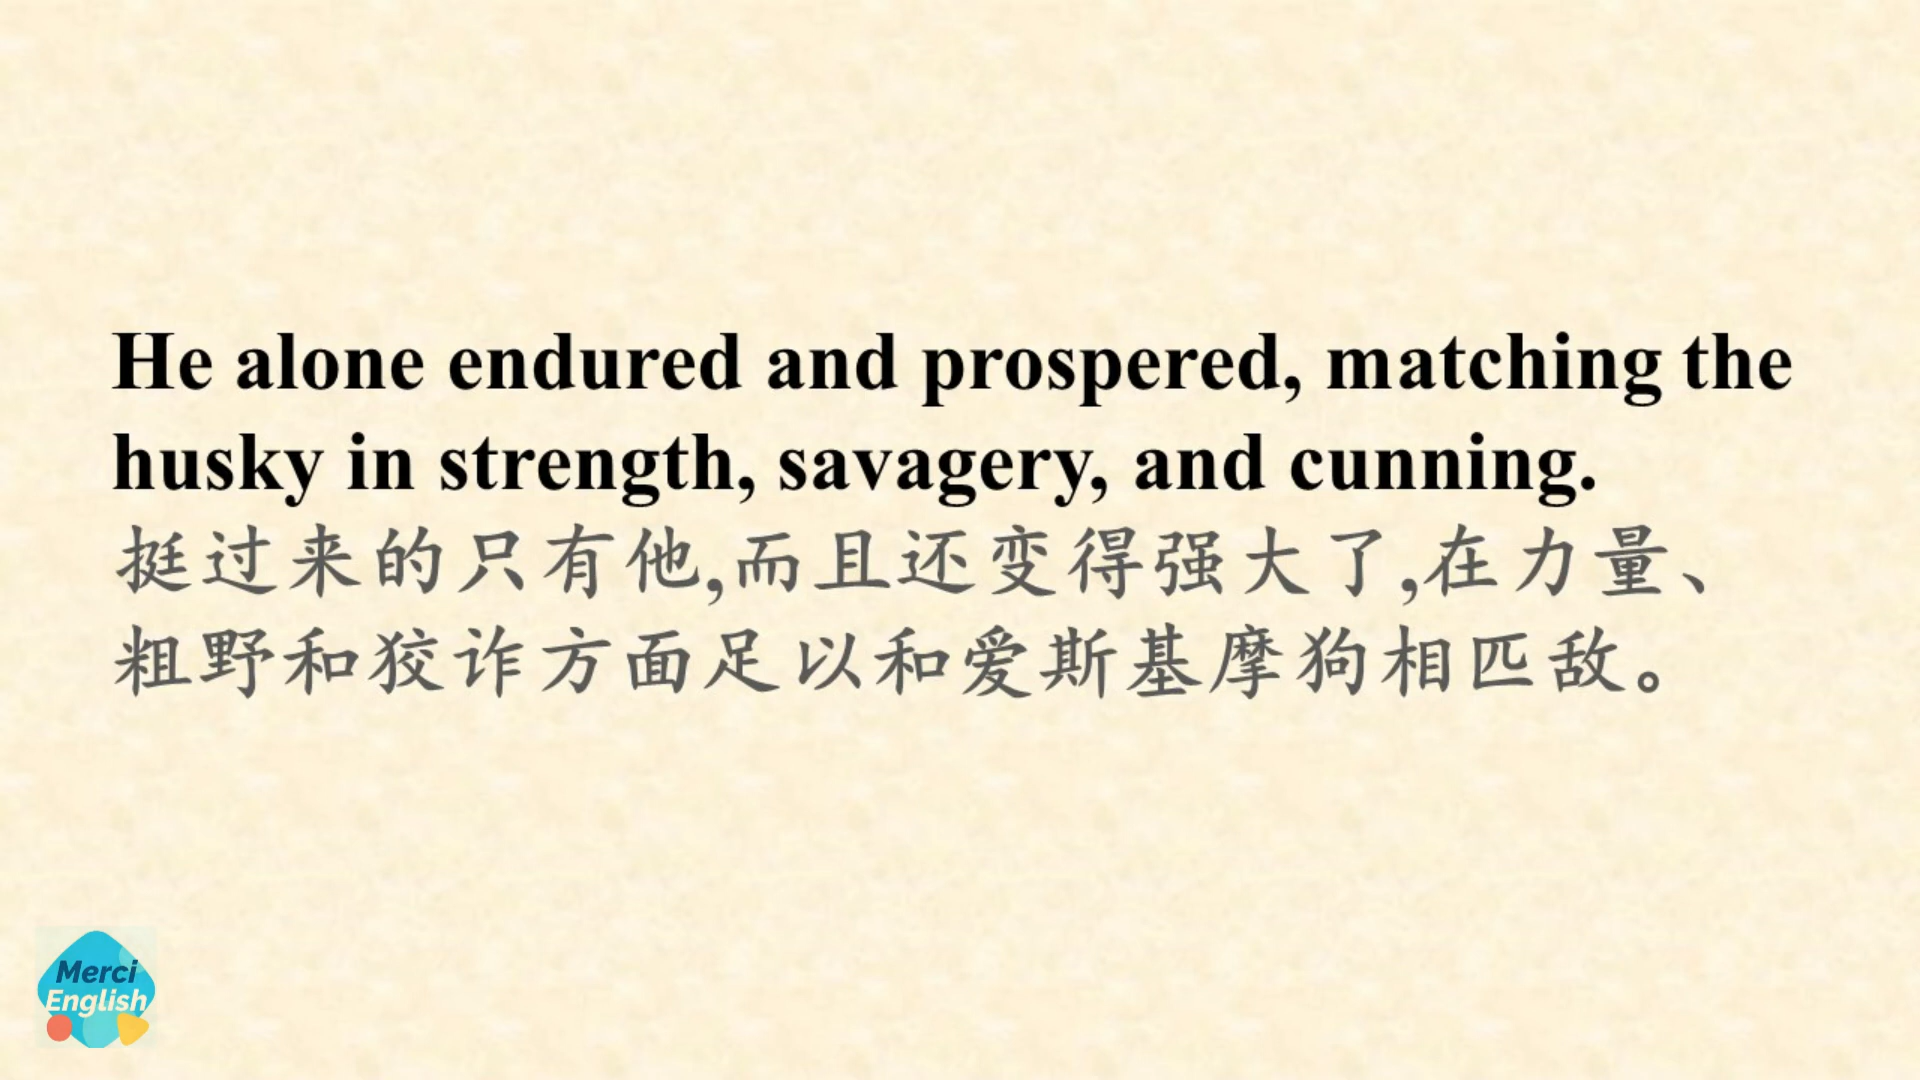 He alone endured and prospered, matching the
husky in strength, savagery, and cunning.
挺过来的只有他,而且还变得强大了,在力量、
粗野和狡诈方面足以和爱斯基摩狗相匹敌。
Merci
English